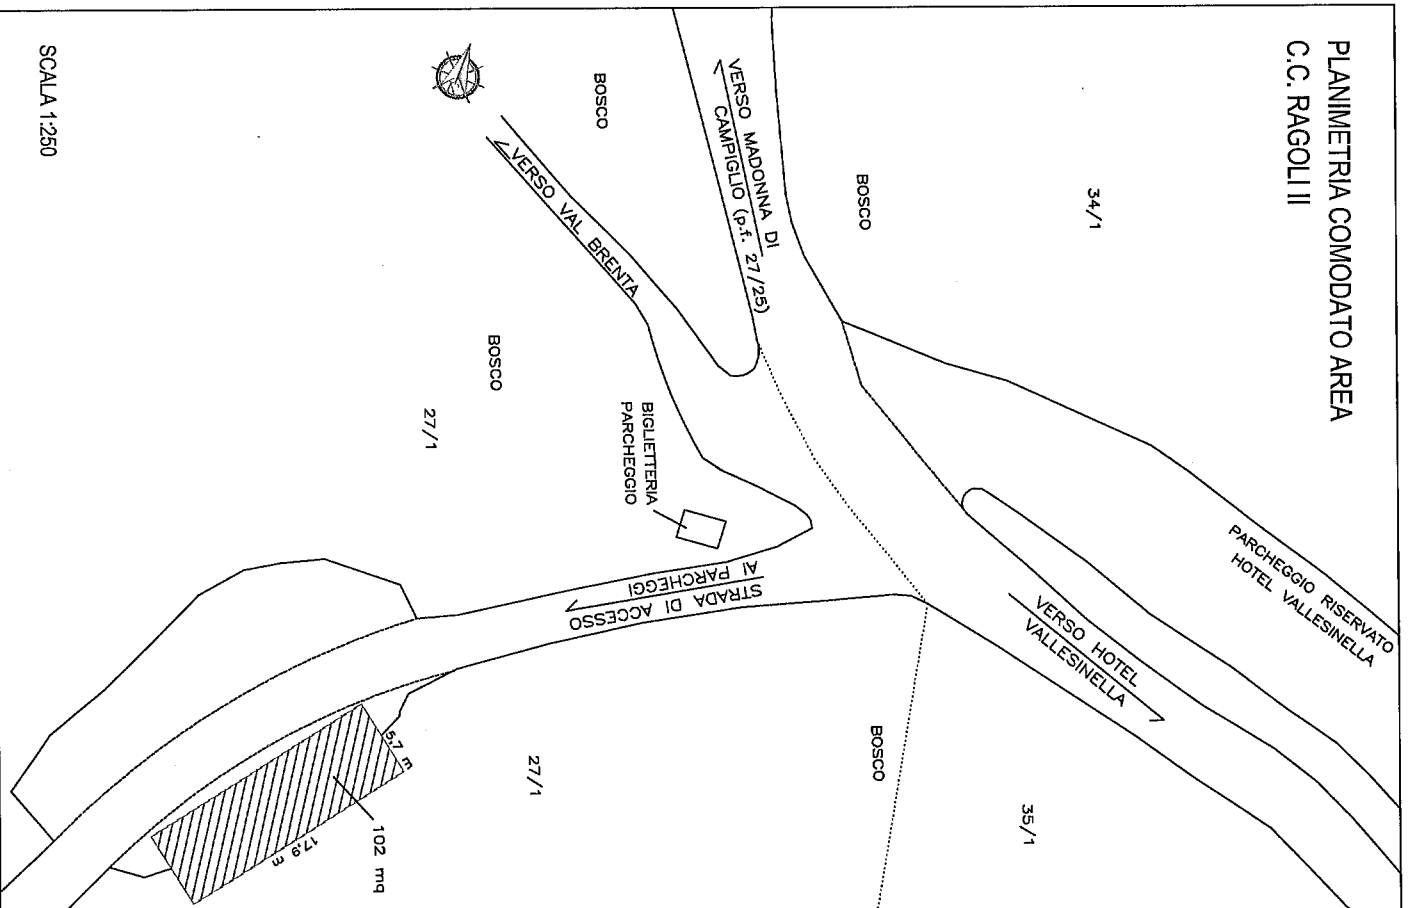 PLANIMETRIA COMODATO AREA
C.C. RAGOLI II
34/1
BOSCO
BOSCO
VERSO MADONNA DI
CAMPIGLIO (p.f. 27/25)
VERSO VAL BRENTA
SCALA 1:250
PARCHEGGIO RISERVATO
HOTEL VALLESINELLA
BOSCO
27/1
BIGLIETTERIA
PARCHEGGIO
STRADA DI ACCESSO
AI PARCHEGGI
VERSO HOTEL
VALLESINELLA
BOSCO
35/1
27/1
5,7 m
17,9 m
102 mq